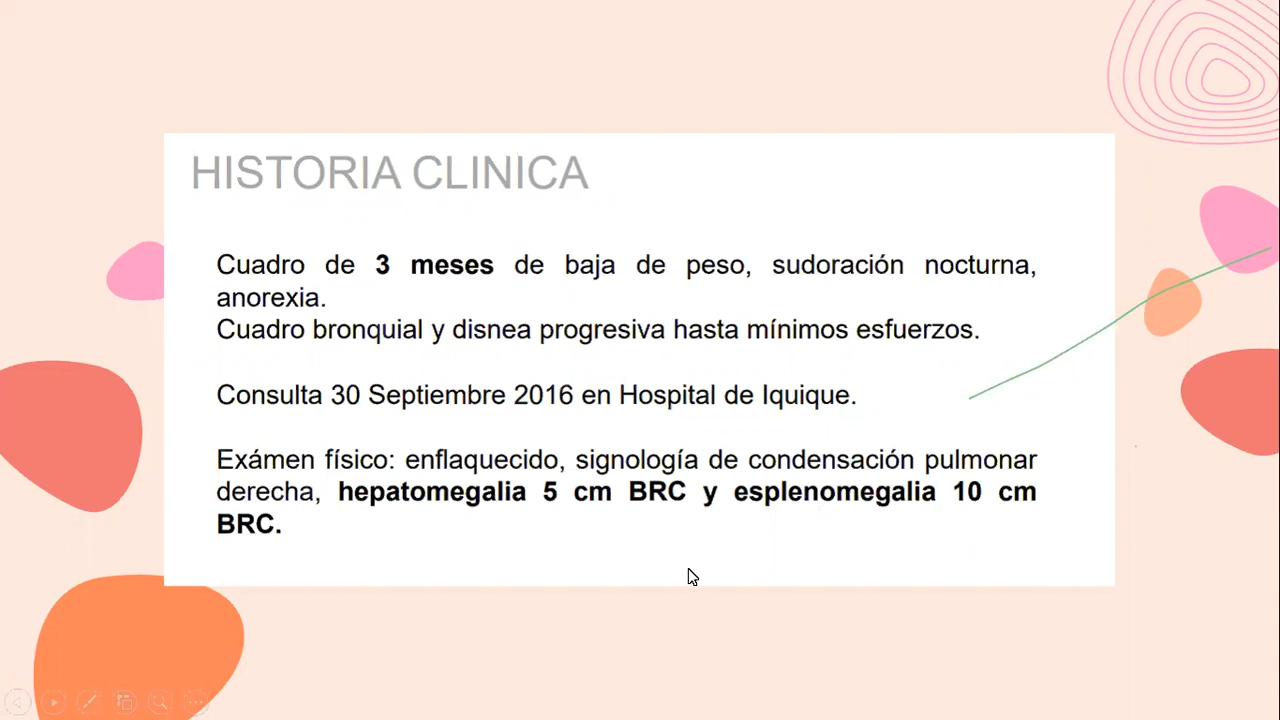 HISTORIA CLINICA
Cuadro de 3 meses de baja de peso, sudoración nocturna,
anorexia.
Cuadro bronquial y disnea progresiva hasta mínimos esfuerzos.
Consulta 30 Septiembre 2016 en Hospital de Iquique.
Exámen físico: enflaquecido, signología de condensación pulmonar
derecha, hepatomegalia 5 cm BRC y esplenomegalia 10 cm
BRC.